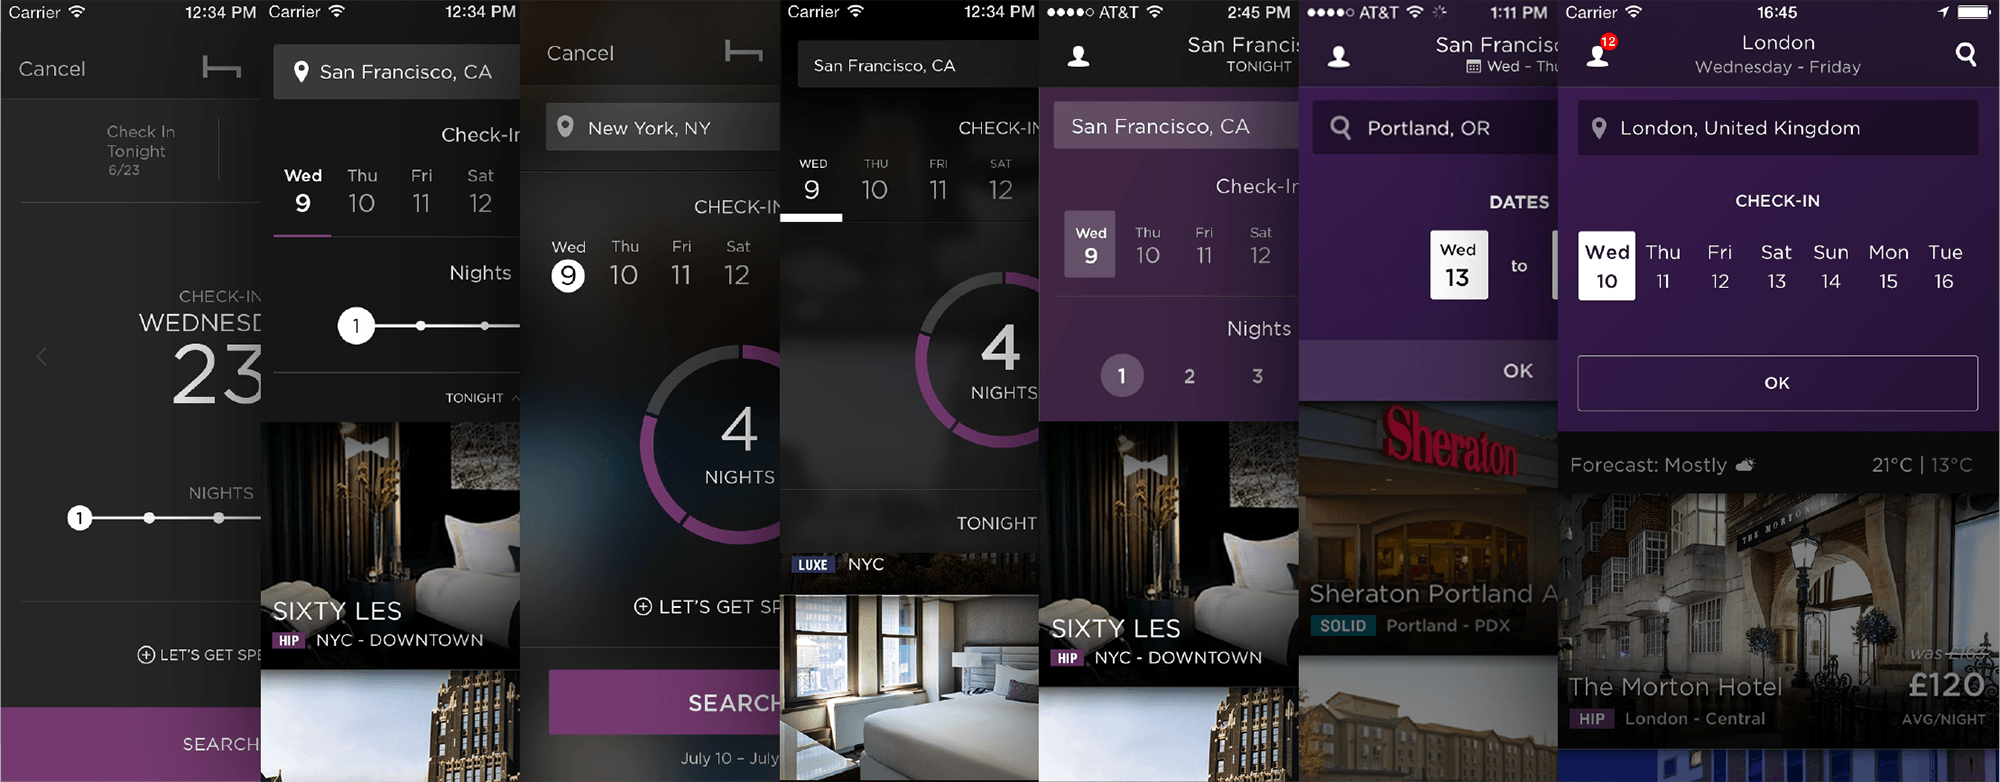 Carrier 12:34 PM
Cancel
Check In
Tonight
6/23
CHECK-IN
WEDNESD
23
NIGHTS
1
LET'S GET SPE
SEARCH
Carrier 12:34 PM
San Francisco, CA
Check-In
Wed Thu Fri Sat
9 10 11 12
Nights
1
TONIGHT
SIXTY LES
HIP NYC - DOWNTOWN
Cancel
New York, NY
CHECK-IN
Wed Thu Fri Sat
9 10 11 12
4
NIGHTS
LET'S GET SP
SEARCH
July 10 – July
Carrier 12:34 PM
San Francisco, CA
CHECK-IN
WED THU FRI SAT
9 10 11 12
4
NIGHTS
TONIGHT
LUXE NYC
AT&T 2:45 PM
San Francis
TONIGHT
San Francisco, CA
Check-In
Wed Thu Fri Sat
9 10 11 12
Nights
1 2 3
SIXTY LES
HIP NYC - DOWNTOWN
AT&T 1:11 PM
San Francisc
Wed – Thu
Portland, OR
DATES
Wed
13 to
OK
Sheraton
Sheraton Portland A
SOLID Portland - PDX
Carrier 16:45
12
London
Wednesday - Friday
London, United Kingdom
CHECK-IN
Wed Thu Fri Sat Sun Mon Tue
10 11 12 13 14 15 16
OK
Forecast: Mostly 21°C | 13°C
THE MORTON HOTEL
was £163
The Morton Hotel £120
HIP London - Central AVG/NIGHT